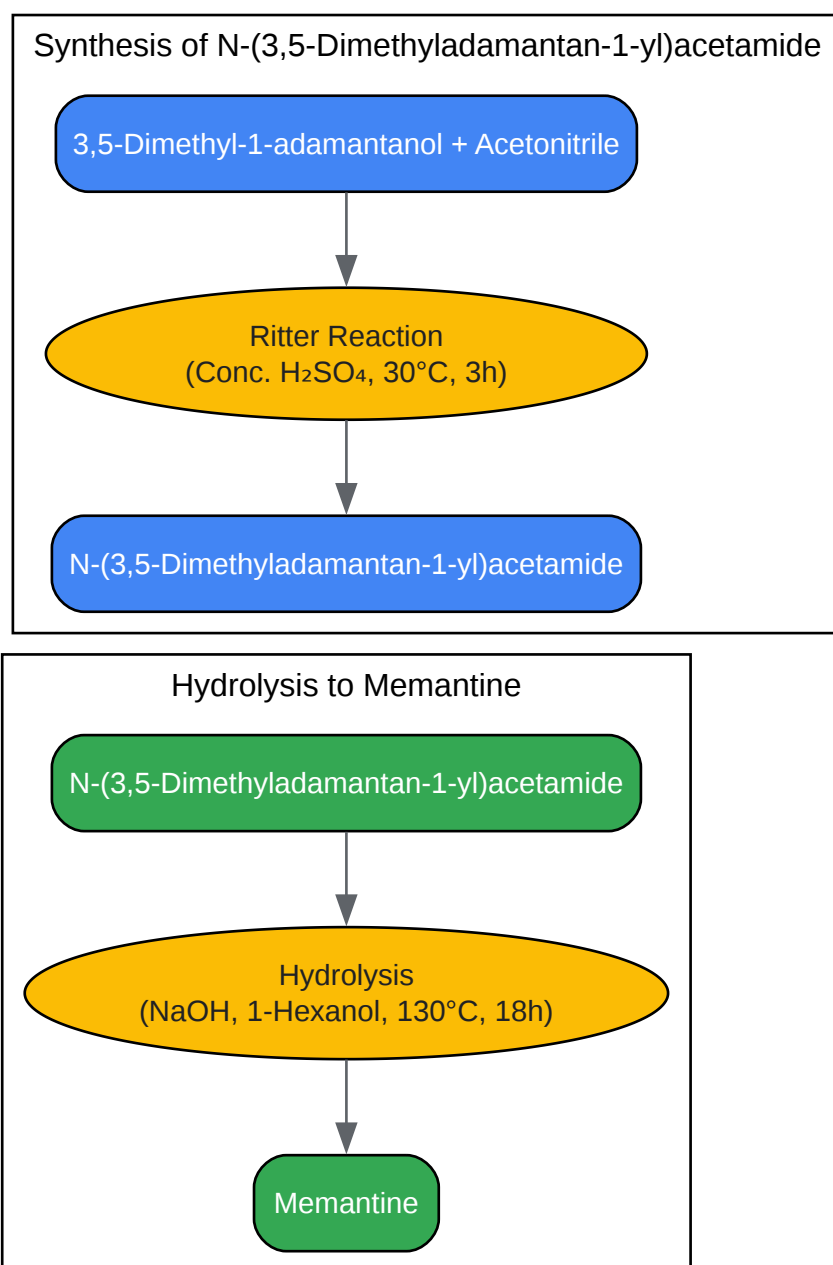 Synthesis of N-(3,5-Dimethyladamantan-1-yl)acetamide
3,5-Dimethyl-1-adamantanol + Acetonitrile
Ritter Reaction
(Conc. H₂SO₄, 30°C, 3h)
N-(3,5-Dimethyladamantan-1-yl)acetamide
Hydrolysis to Memantine
N-(3,5-Dimethyladamantan-1-yl)acetamide
Hydrolysis
(NaOH, 1-Hexanol, 130°C, 18h)
Memantine